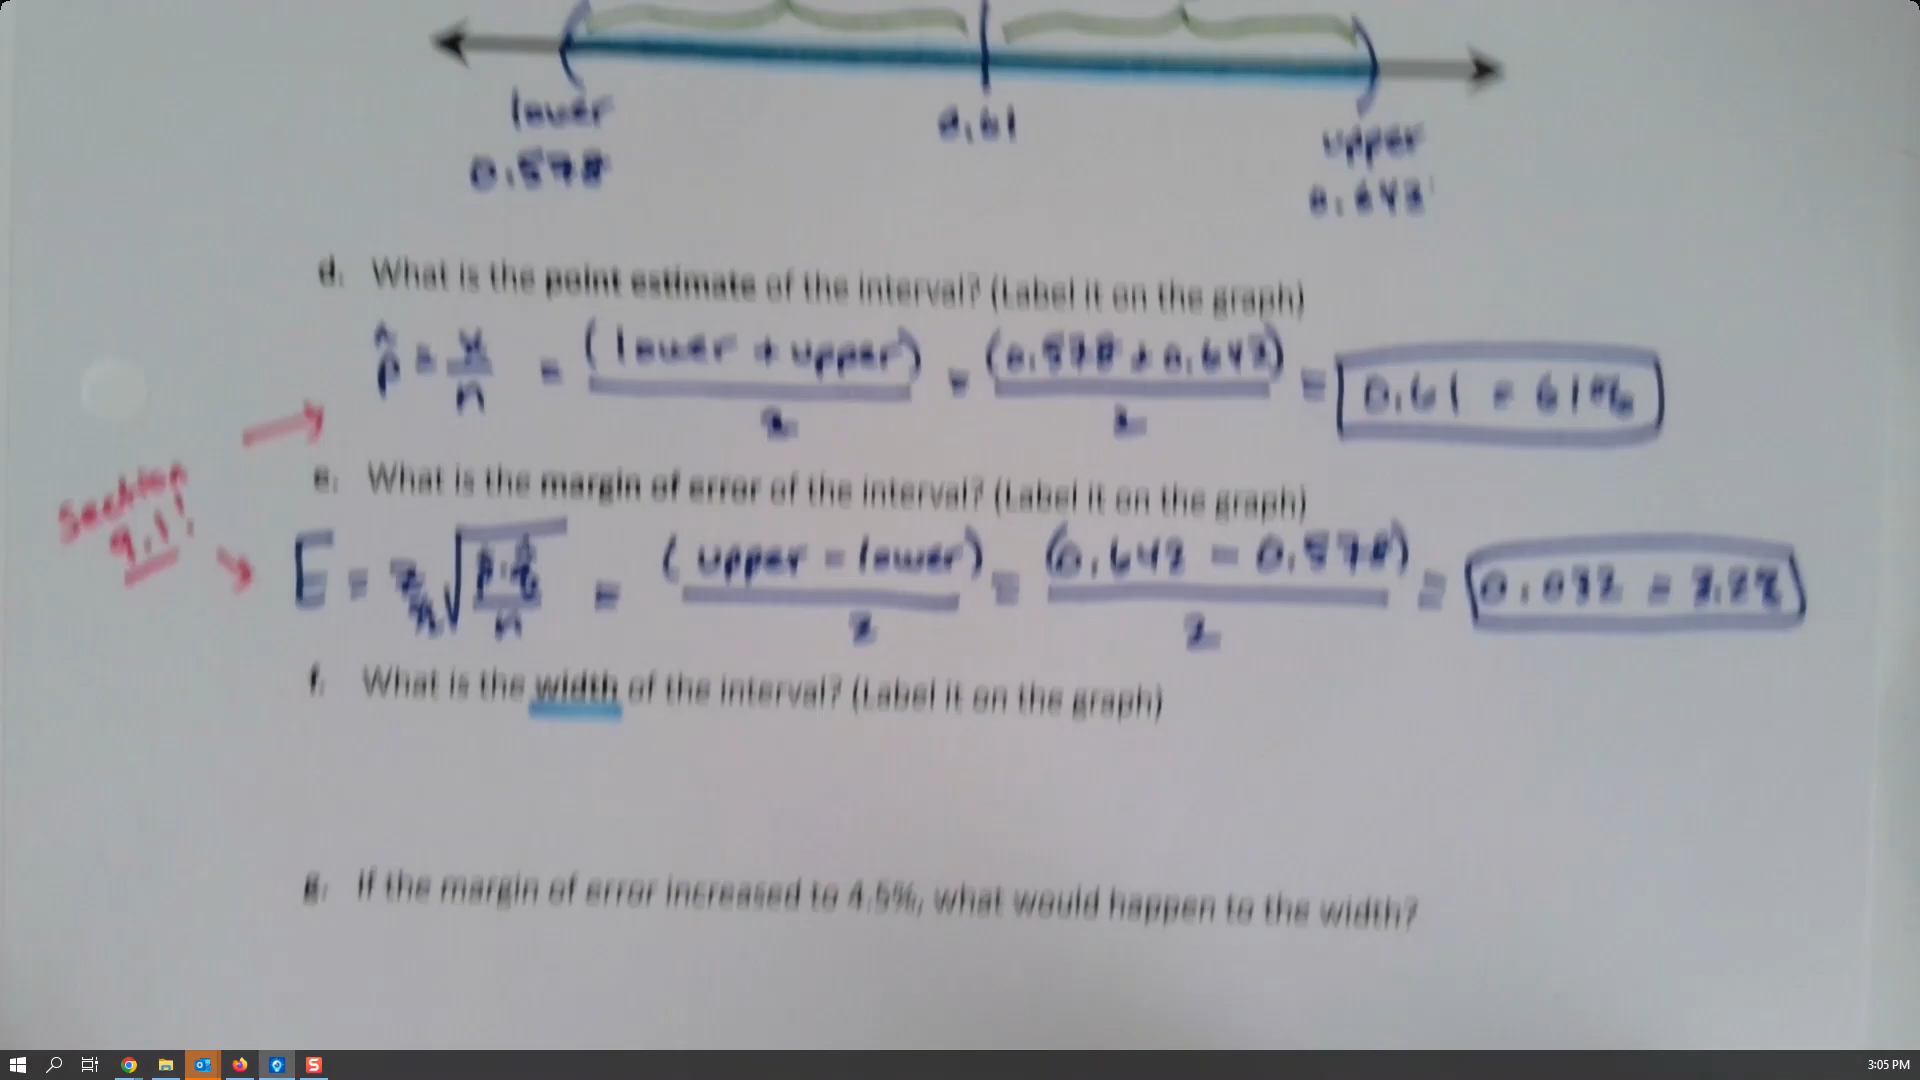 lower
0.578
0.61
upper
0.642
d. What is the point estimate of the interval? (Label it on the graph)
p̂ = x/n = (lower + upper)/2 = (0.578 + 0.642)/2 = 0.61 = 61%
Section
9.1!
e. What is the margin of error of the interval? (Label it on the graph)
E = z √(p̂·q̂/n) = (upper - lower)/2 = (0.642 - 0.578)/2 = 0.032 = 3.2%
f. What is the width of the interval? (Label it on the graph)
g. If the margin of error increased to 4.5%, what would happen to the width?
3:05 PM